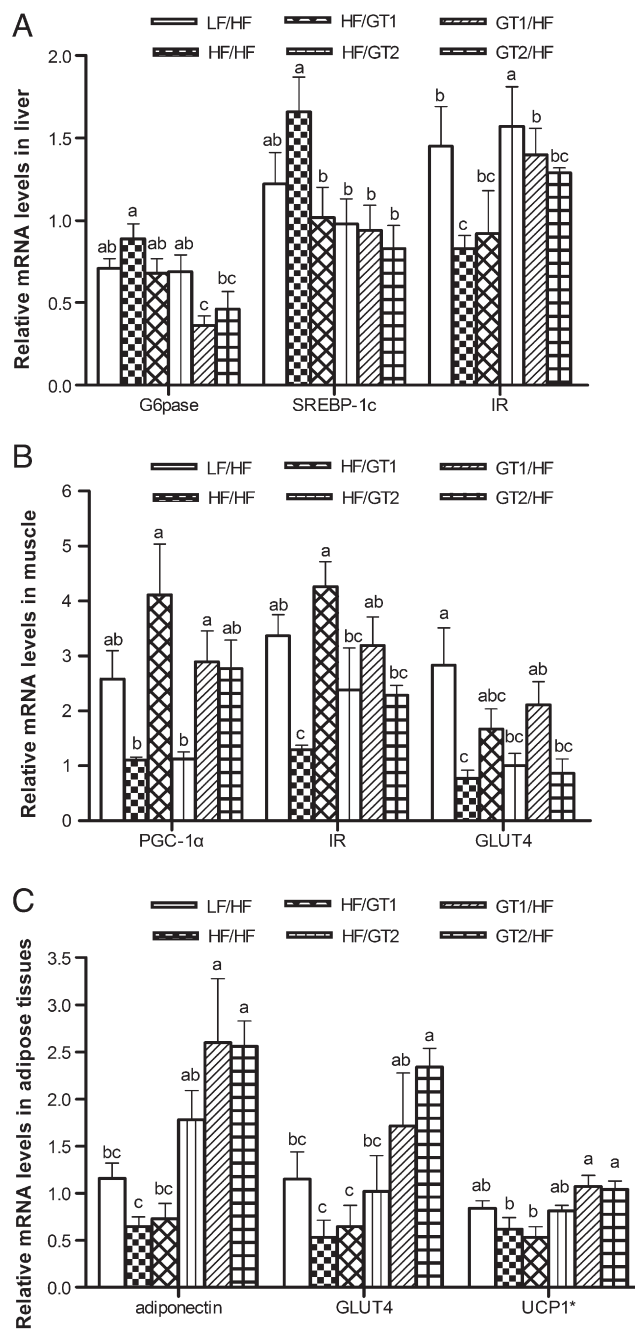 A
LF/HF HF/GT1 GT1/HF
HF/HF HF/GT2 GT2/HF
Relative mRNA levels in liver
2.0
1.5
1.0
0.5
0.0
ab a ab ab c bc
ab a b b b b
b c bc a b bc
G6pase SREBP-1c IR
B
LF/HF HF/GT1 GT1/HF
HF/HF HF/GT2 GT2/HF
Relative mRNA levels in muscle
6
5
4
3
2
1
0
ab b a b a ab
ab c a bc ab bc
a c abc bc ab bc
PGC-1α IR GLUT4
C
LF/HF HF/GT1 GT1/HF
HF/HF HF/GT2 GT2/HF
Relative mRNA levels in adipose tissues
3.5
3.0
2.5
2.0
1.5
1.0
0.5
0.0
bc c bc ab a a
bc c c bc ab a
ab b b ab a a
adiponectin GLUT4 UCP1*